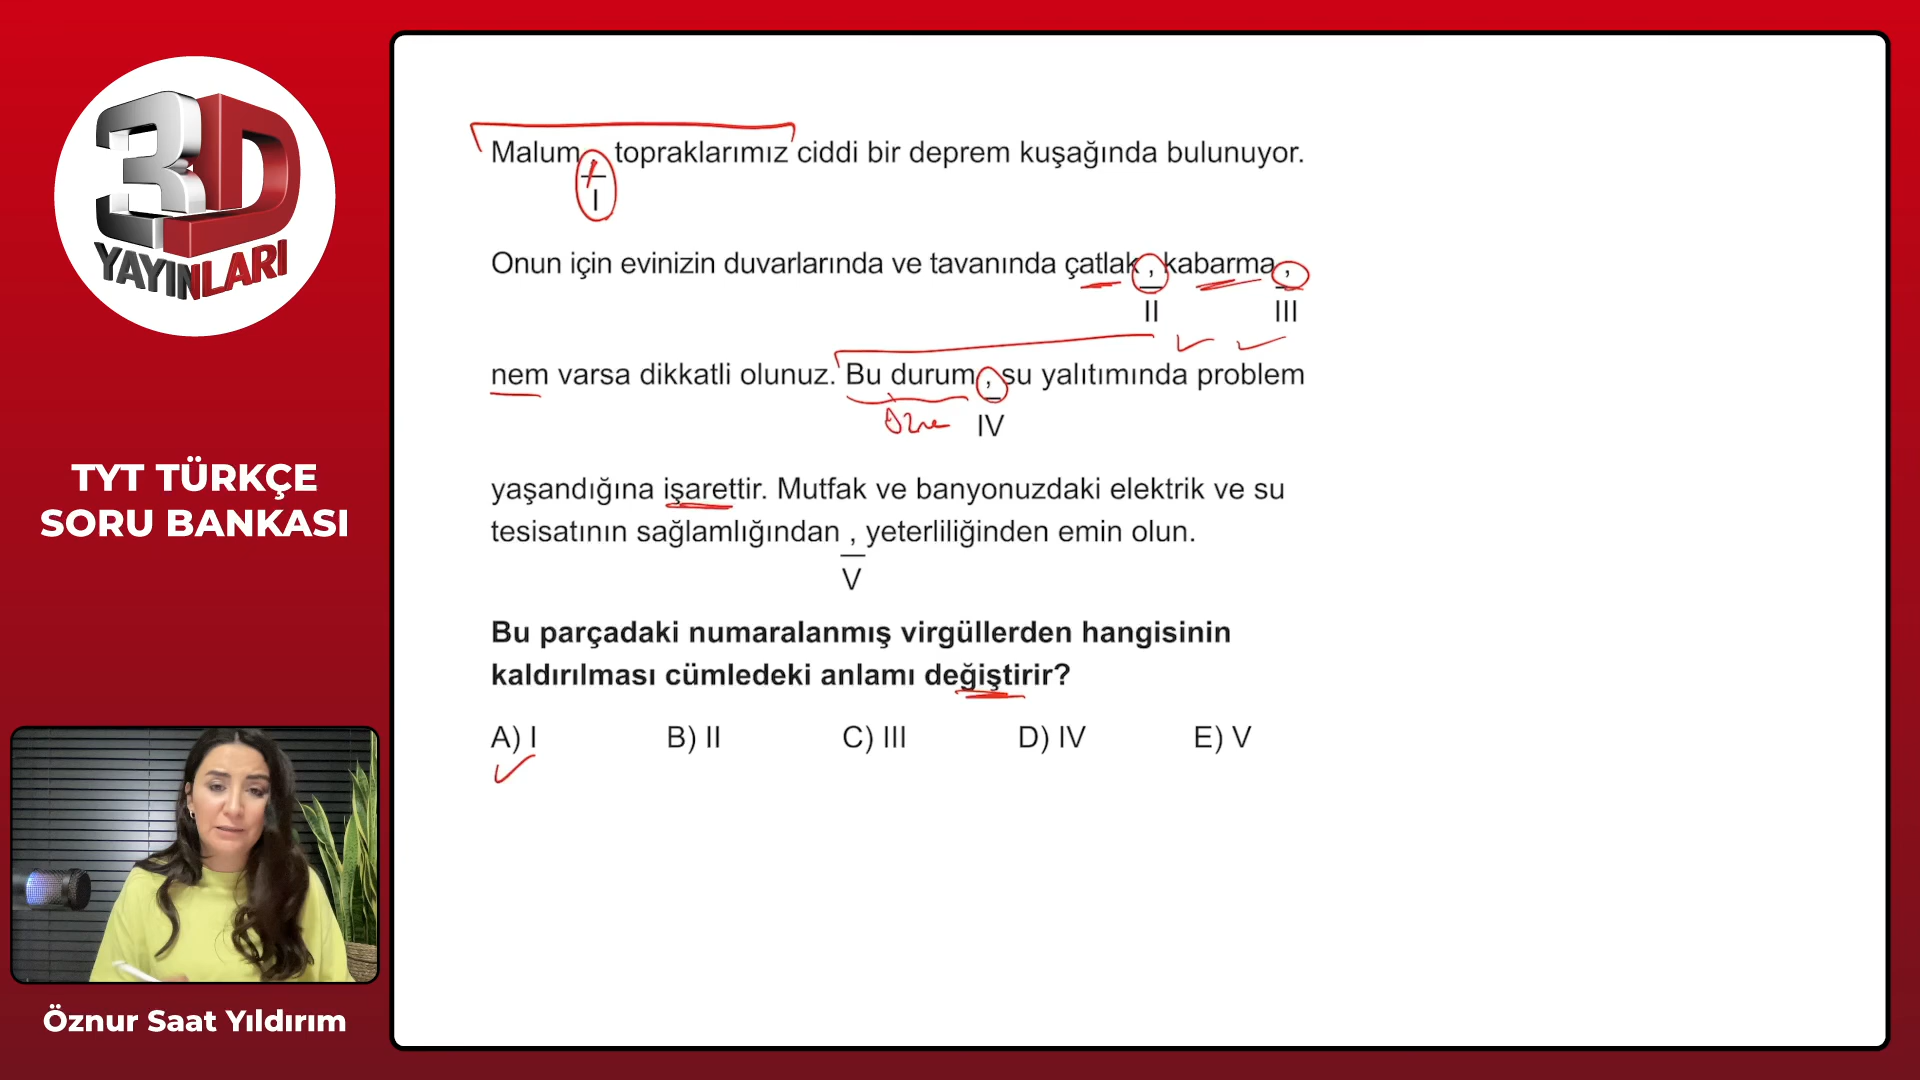 3D
YAYINLARI
TYT TÜRKÇE
SORU BANKASI
Öznur Saat Yıldırım
Malum , topraklarımız ciddi bir deprem kuşağında bulunuyor.
I
Onun için evinizin duvarlarında ve tavanında çatlak , kabarma ,
II III
nem varsa dikkatli olunuz. Bu durum , su yalıtımında problem
Özne IV
yaşandığına işarettir. Mutfak ve banyonuzdaki elektrik ve su
tesisatının sağlamlığından , yeterliliğinden emin olun.
V
Bu parçadaki numaralanmış virgüllerden hangisinin
kaldırılması cümledeki anlamı değiştirir?
A) I B) II C) III D) IV E) V